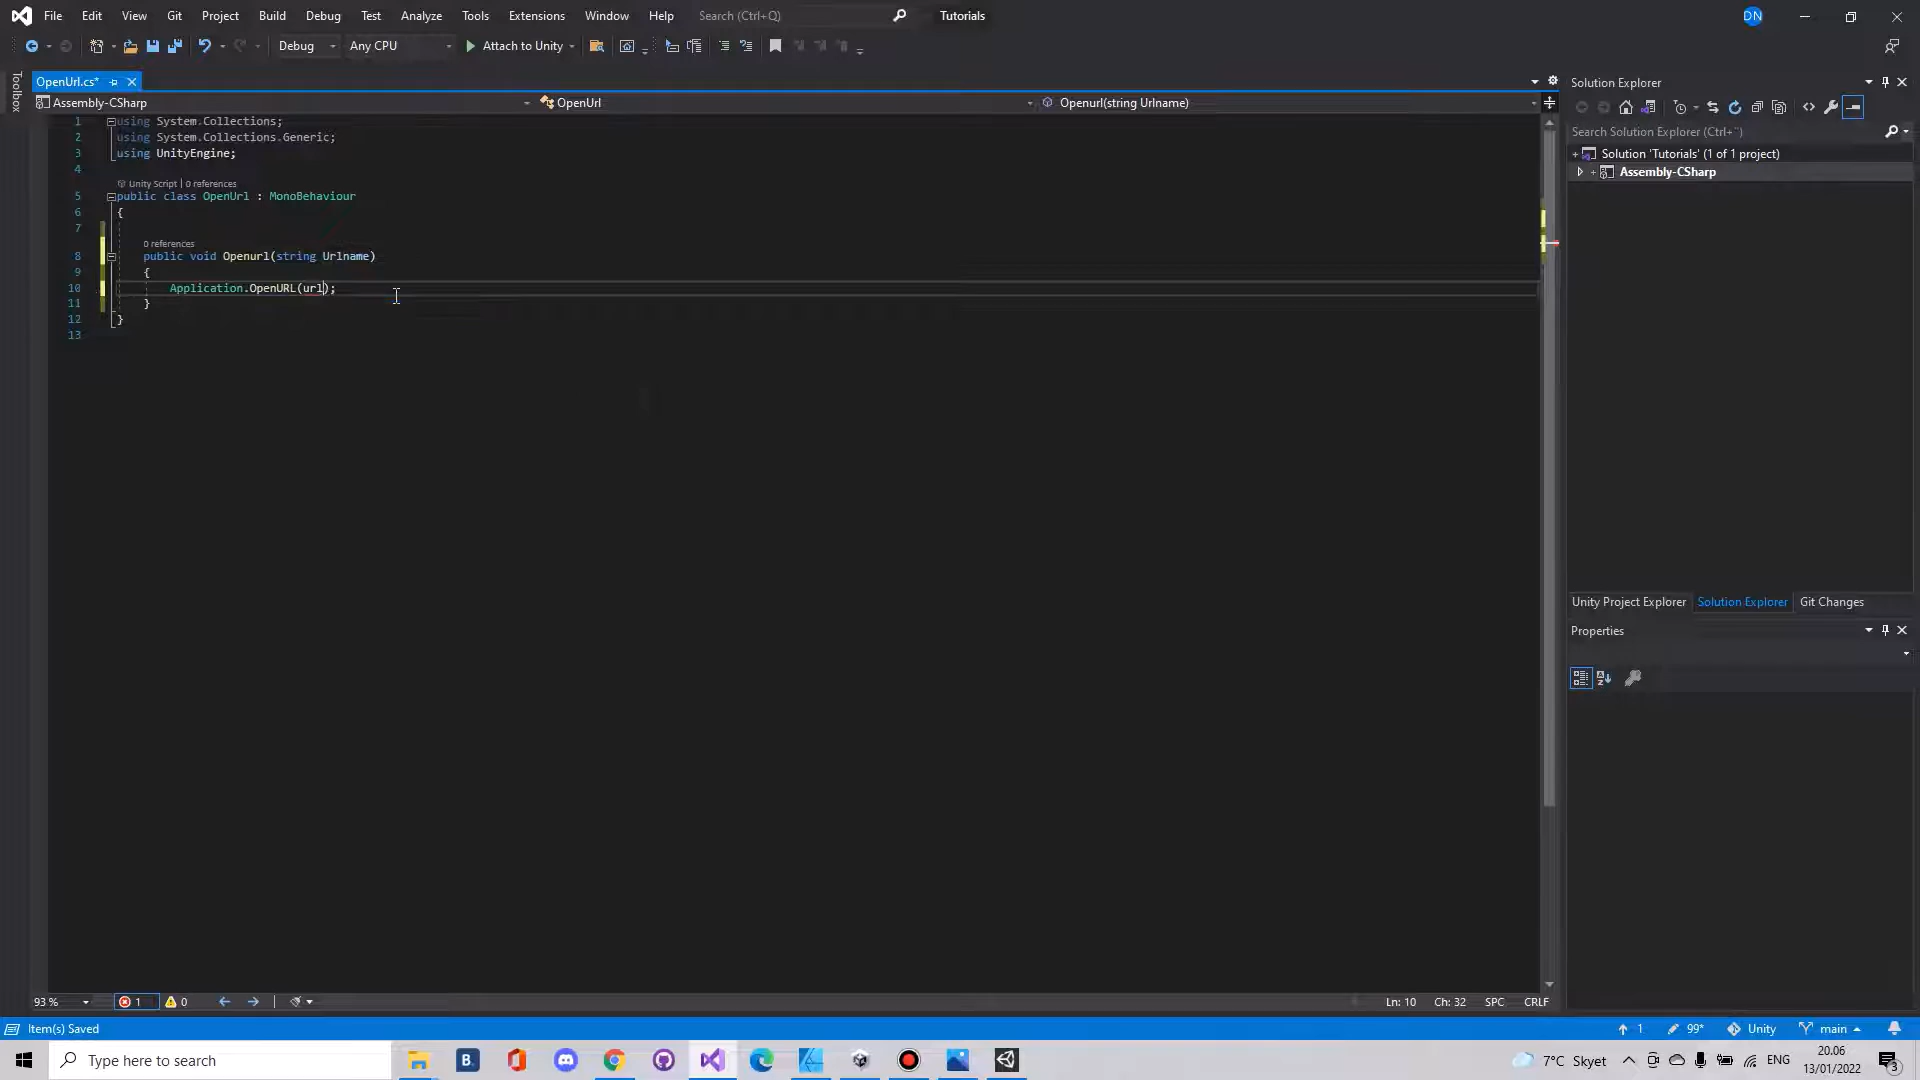 File Edit View Git Project Build Debug Test Analyze Tools Extensions Window Help Search (Ctrl+Q) Tutorials DN
Debug Any CPU Attach to Unity
Toolbox
OpenUrl.cs*
Assembly-CSharp OpenUrl Openurl(string Urlname)
1 using System.Collections;
2 using System.Collections.Generic;
3 using UnityEngine;
4
Unity Script | 0 references
5 public class OpenUrl : MonoBehaviour
6 {
7
0 references
8 public void Openurl(string Urlname)
9 {
10 Application.OpenURL(url);
11 }
12 }
13
Solution Explorer
Search Solution Explorer (Ctrl+¨)
Solution 'Tutorials' (1 of 1 project)
Assembly-CSharp
Unity Project Explorer Solution Explorer Git Changes
Properties
93 % 1 0 Ln: 10 Ch: 32 SPC CRLF
Item(s) Saved 1 99* Unity main
Type here to search B. 7°C Skyet ENG 20.06
13/01/2022 3